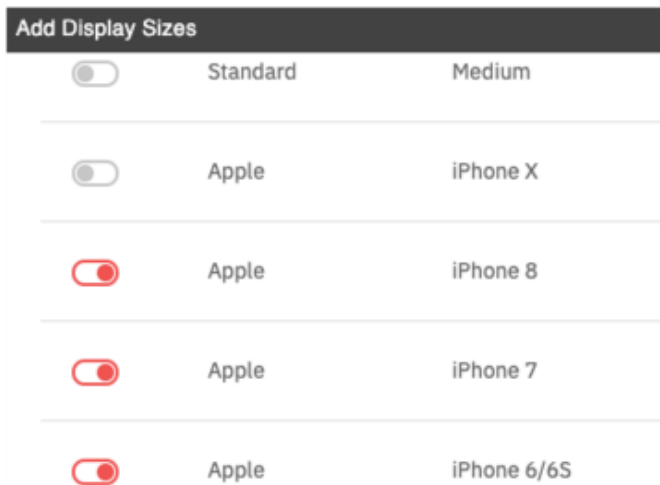 Add Display Sizes
Standard Medium
Apple iPhone X
Apple iPhone 8
Apple iPhone 7
Apple iPhone 6/6S